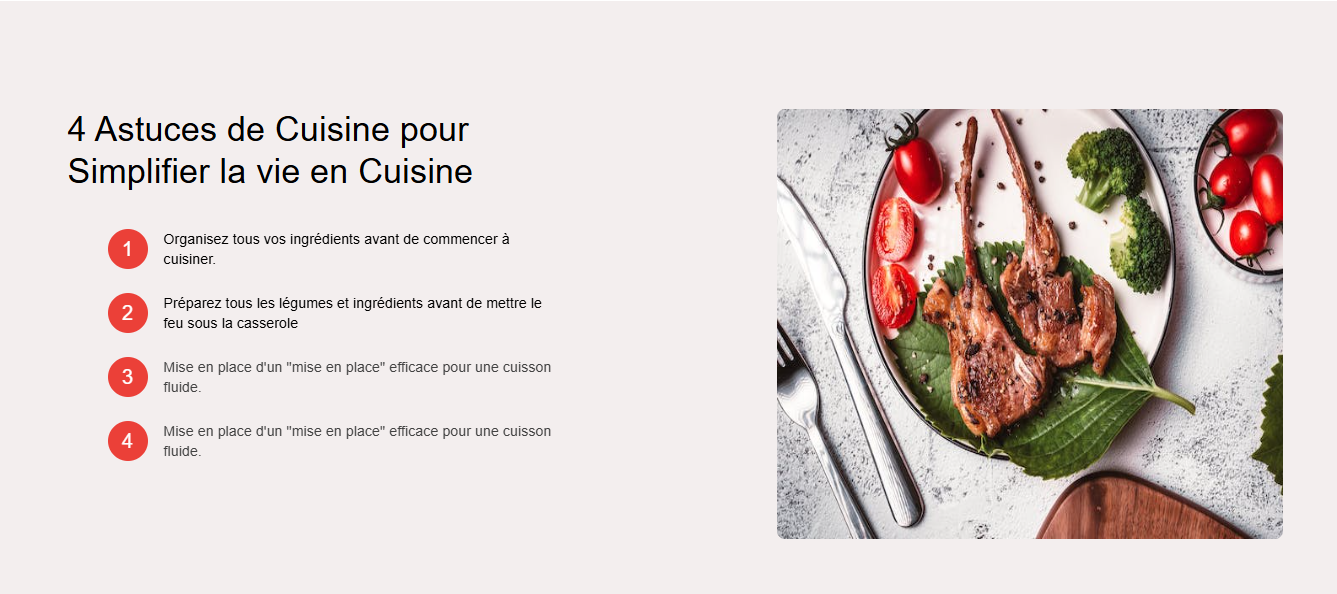 4 Astuces de Cuisine pour
Simplifier la vie en Cuisine
1
Organisez tous vos ingrédients avant de commencer à
cuisiner.
2
Préparez tous les légumes et ingrédients avant de mettre le
feu sous la casserole
3
Mise en place d'un "mise en place" efficace pour une cuisson
fluide.
4
Mise en place d'un "mise en place" efficace pour une cuisson
fluide.